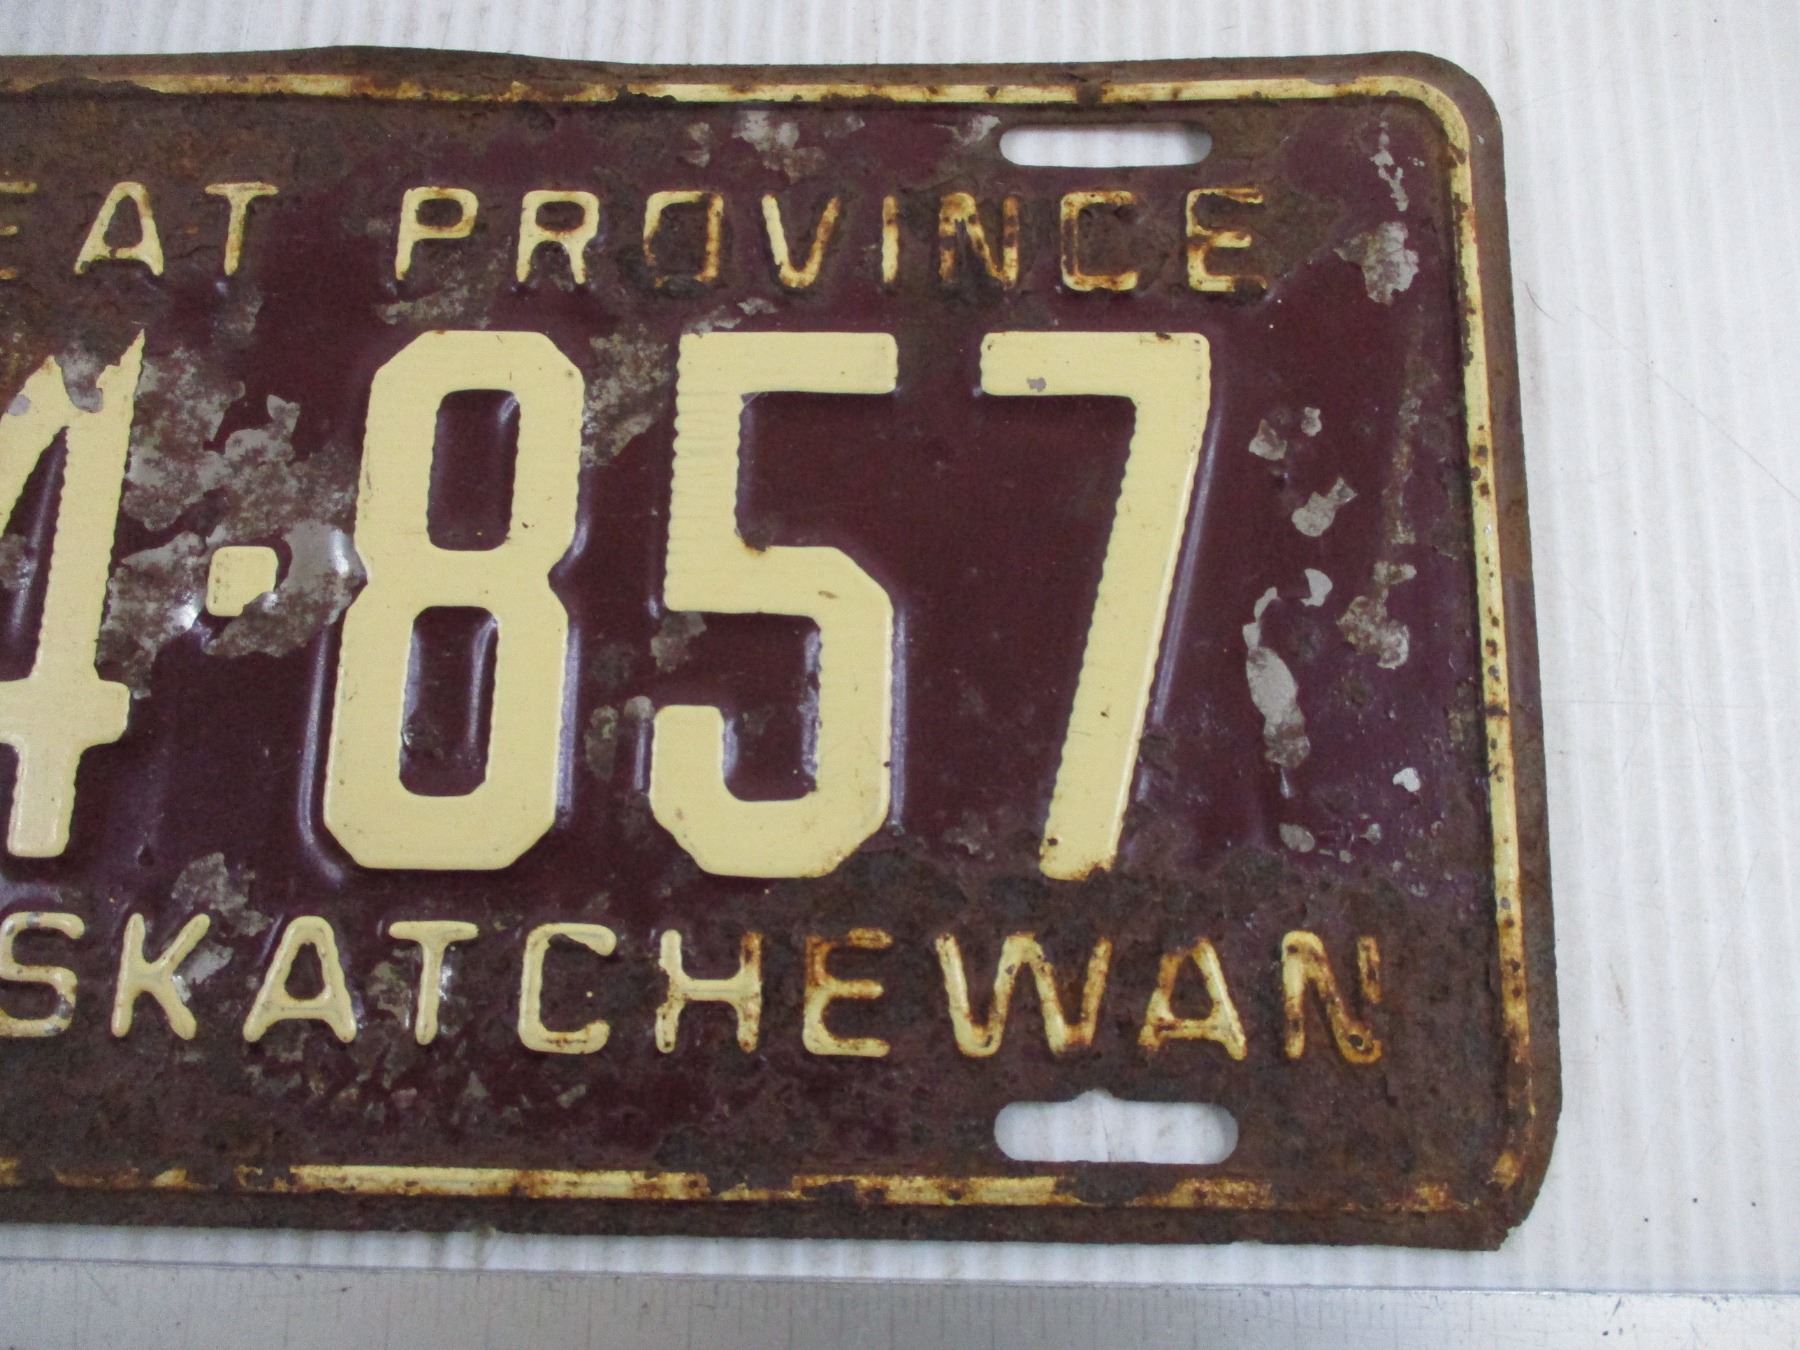 EAT PROVINCE
4·857
SKATCHEWAN